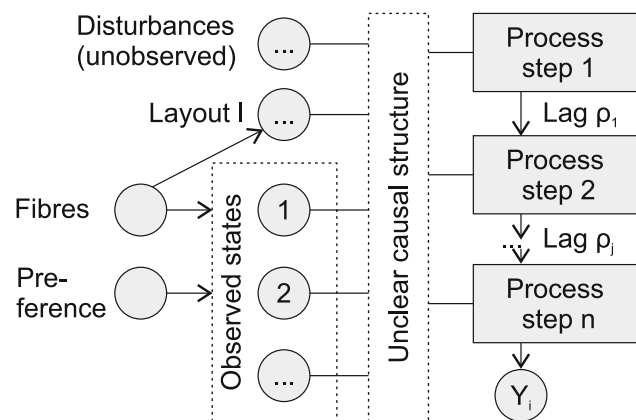 Disturbances
(unobserved)
...
Process
step 1
Layout I
...
Lag ρ1
Process
step 2
Fibres
1
Observed states
Unclear causal structure
... Lag ρj
Pre-
ference
2
Process
step n
...
Yi